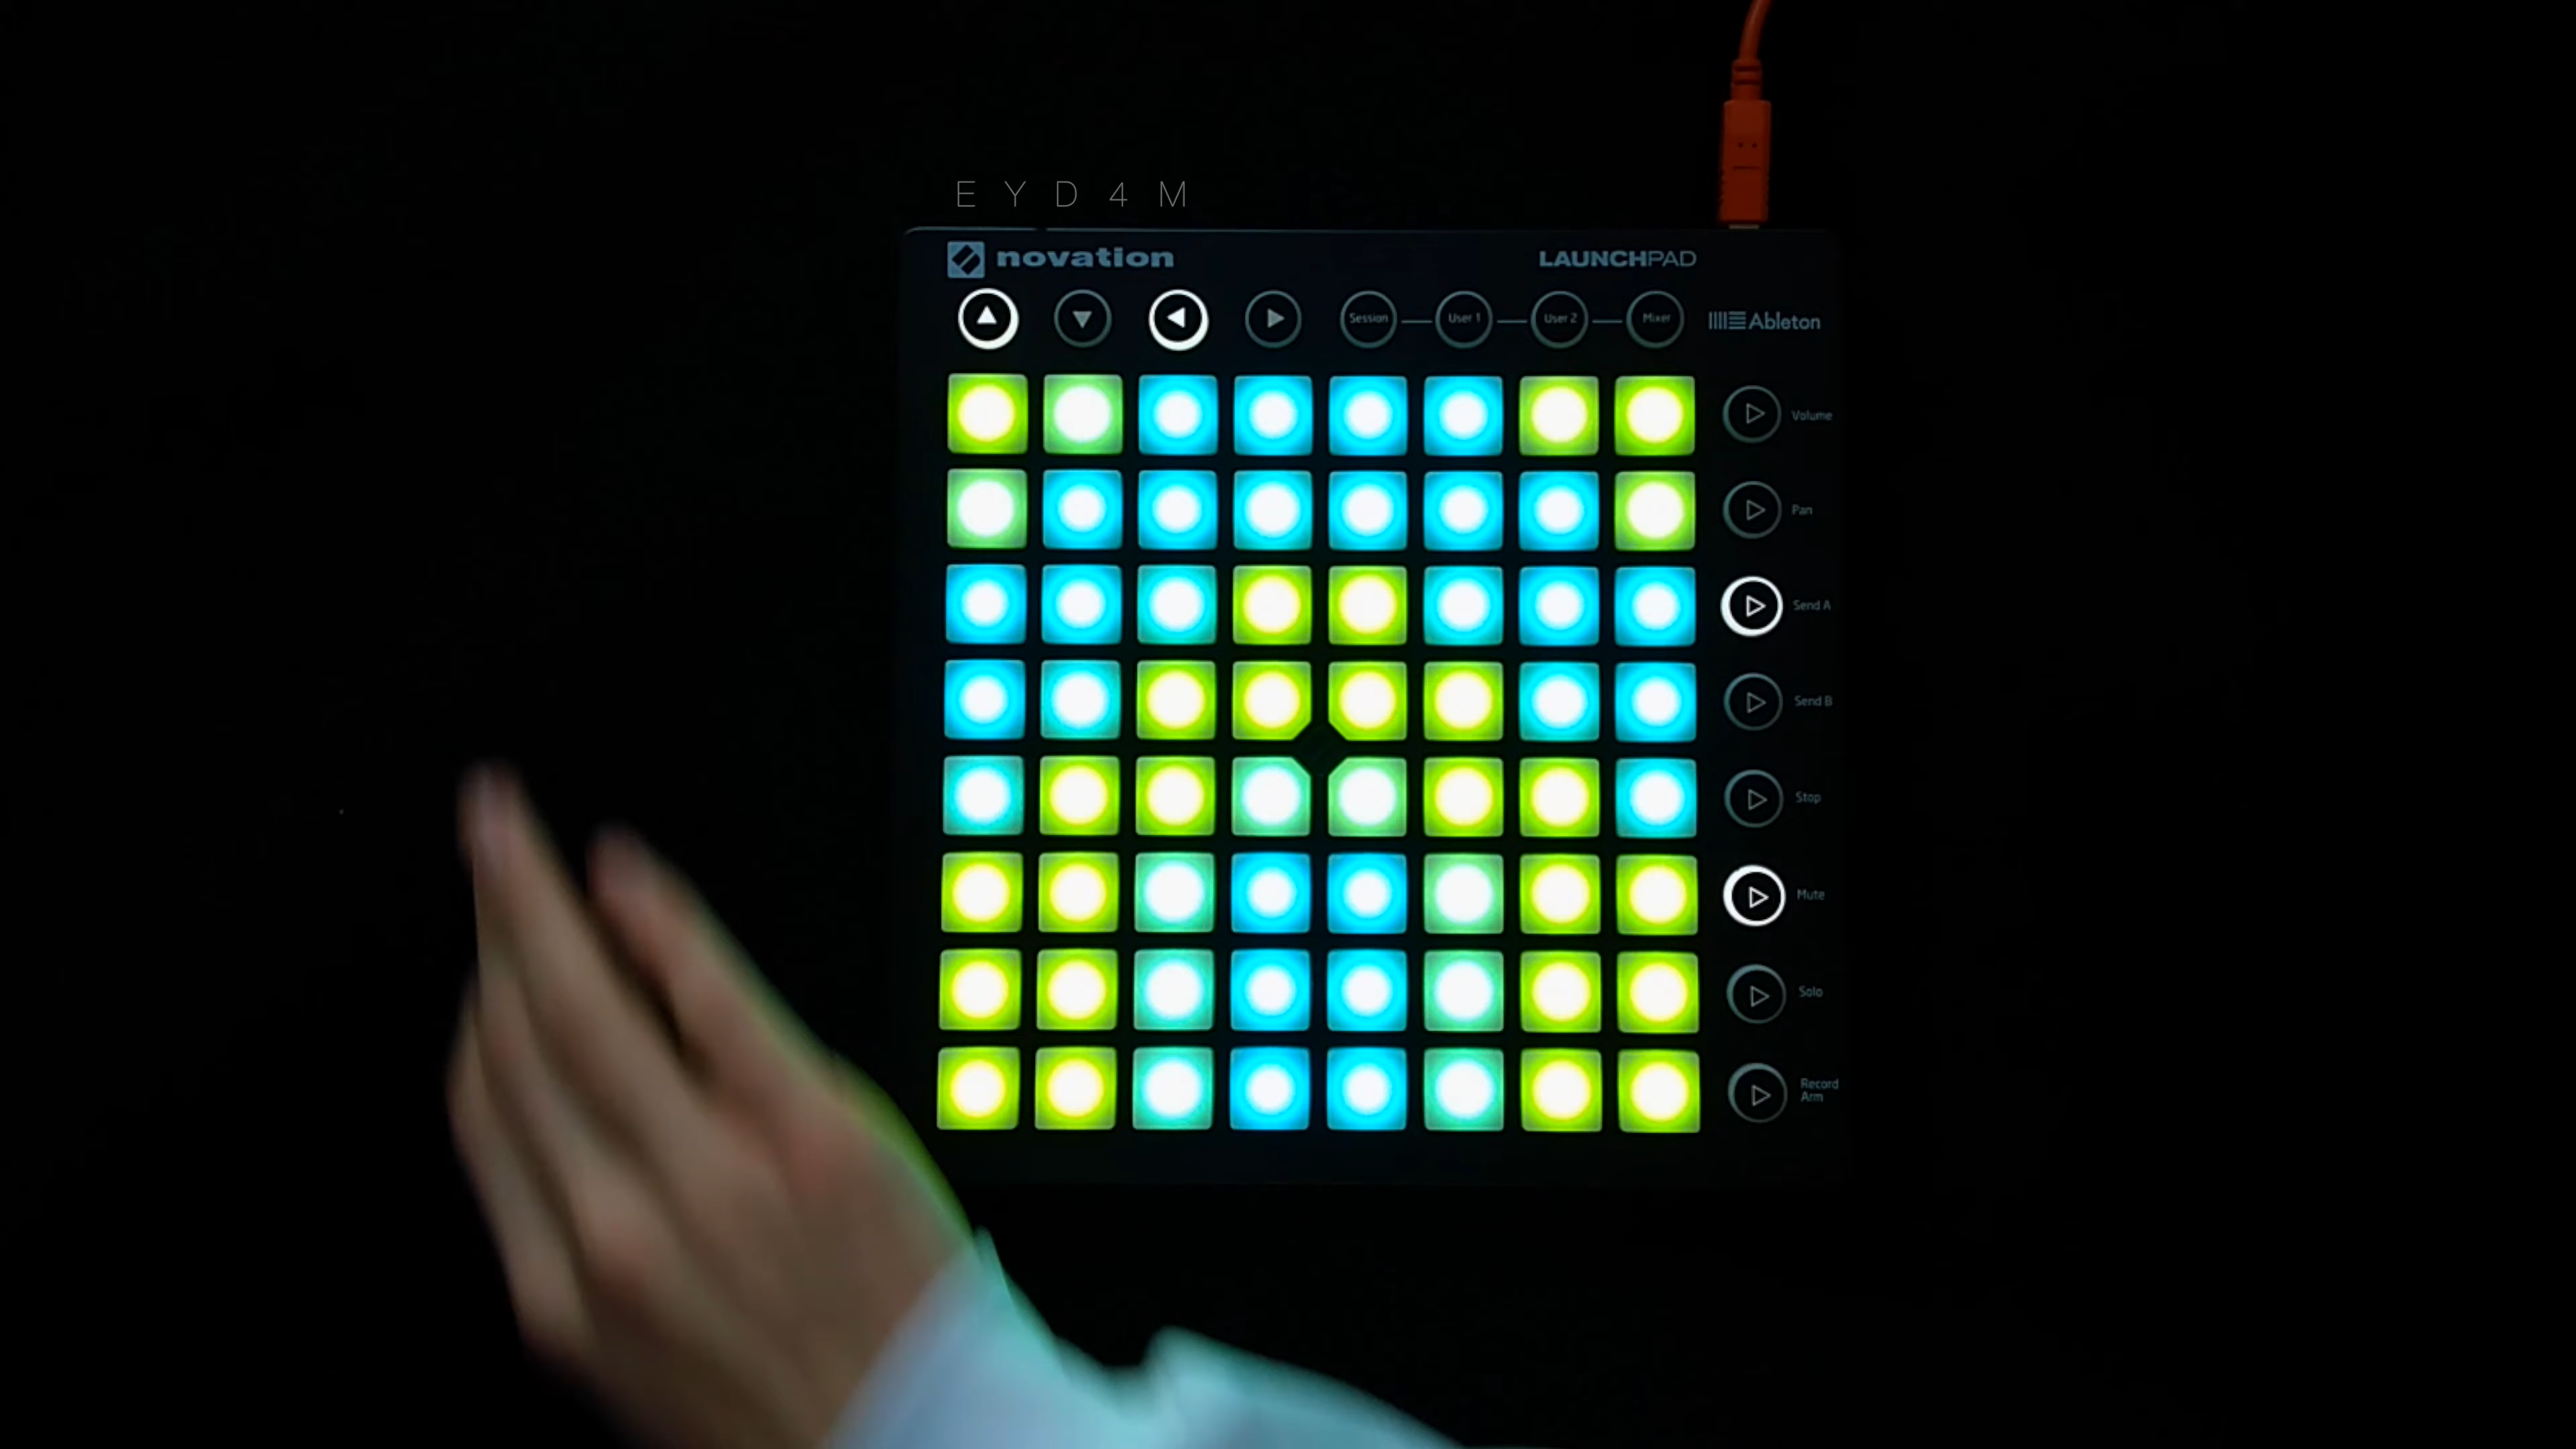 E Y D 4 M
novation LAUNCHPAD
Session User 1 User 2 Mixer Ableton
Volume
Pan
Send A
Send B
Stop
Mute
Solo
Record
Arm